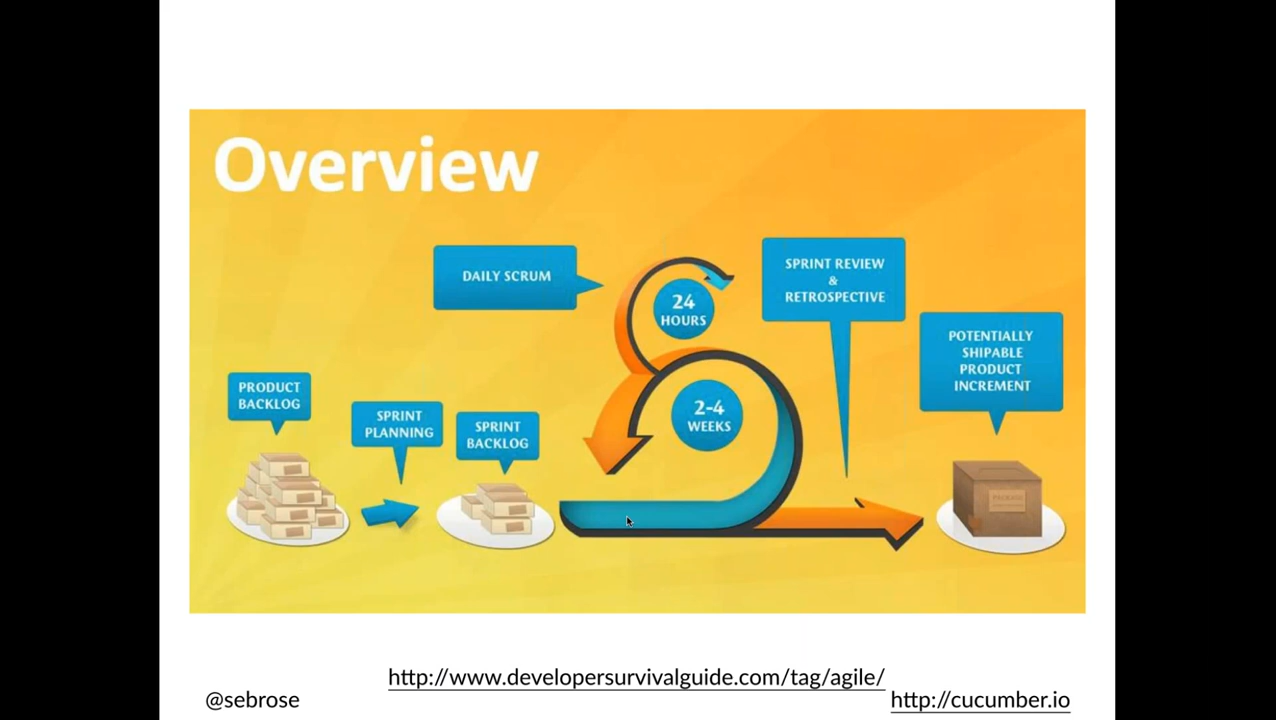 Overview
DAILY SCRUM
24
HOURS
SPRINT REVIEW
&
RETROSPECTIVE
POTENTIALLY
SHIPABLE
PRODUCT
INCREMENT
PRODUCT
BACKLOG
SPRINT
PLANNING
SPRINT
BACKLOG
2-4
WEEKS
PACKAGE
http://www.developersurvivalguide.com/tag/agile/
@sebrose
http://cucumber.io